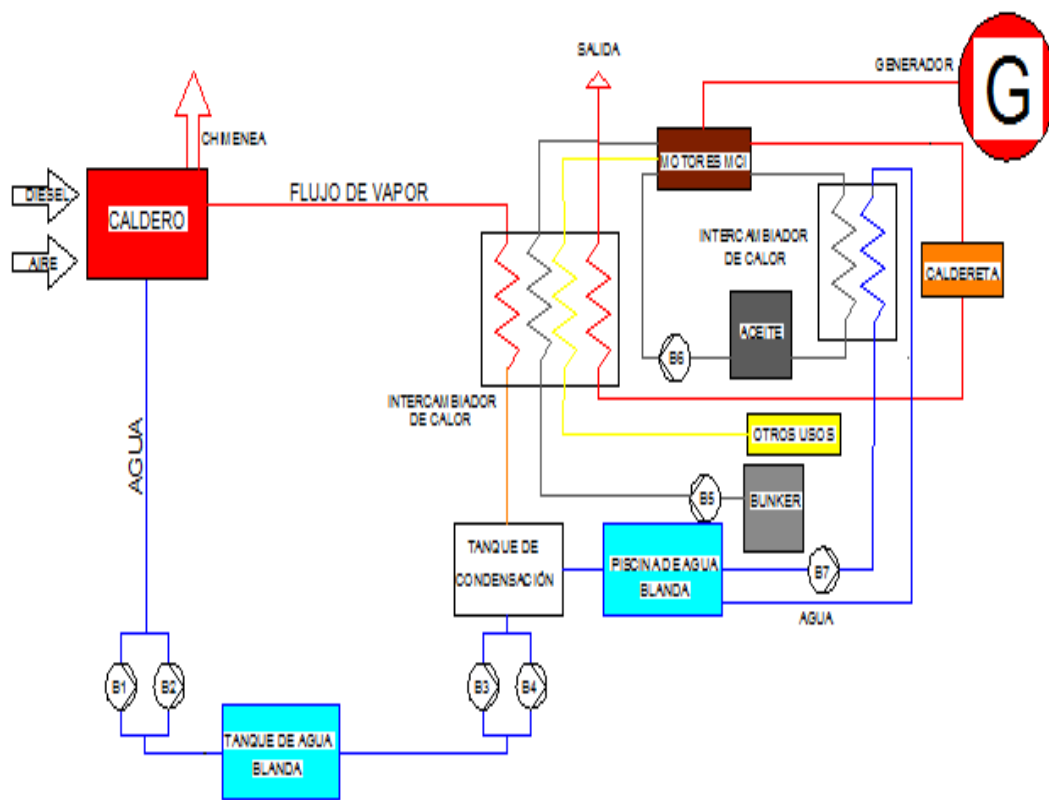 SALIDA
GENERADOR
G
CHIMENEA
MOTORES MCI
DIESEL
CALDERO
FLUJO DE VAPOR
AIRE
INTERCAMBIADOR
DE CALOR
CALDERETA
ACEITE
B6
INTERCAMBIADOR
DE CALOR
OTROS USOS
AGUA
B5
BUNKER
TANQUE DE
CONDENSACIÓN
PISCINA DE AGUA
BLANDA
B7
AGUA
B1
B2
B3
B4
TANQUE DE AGUA
BLANDA